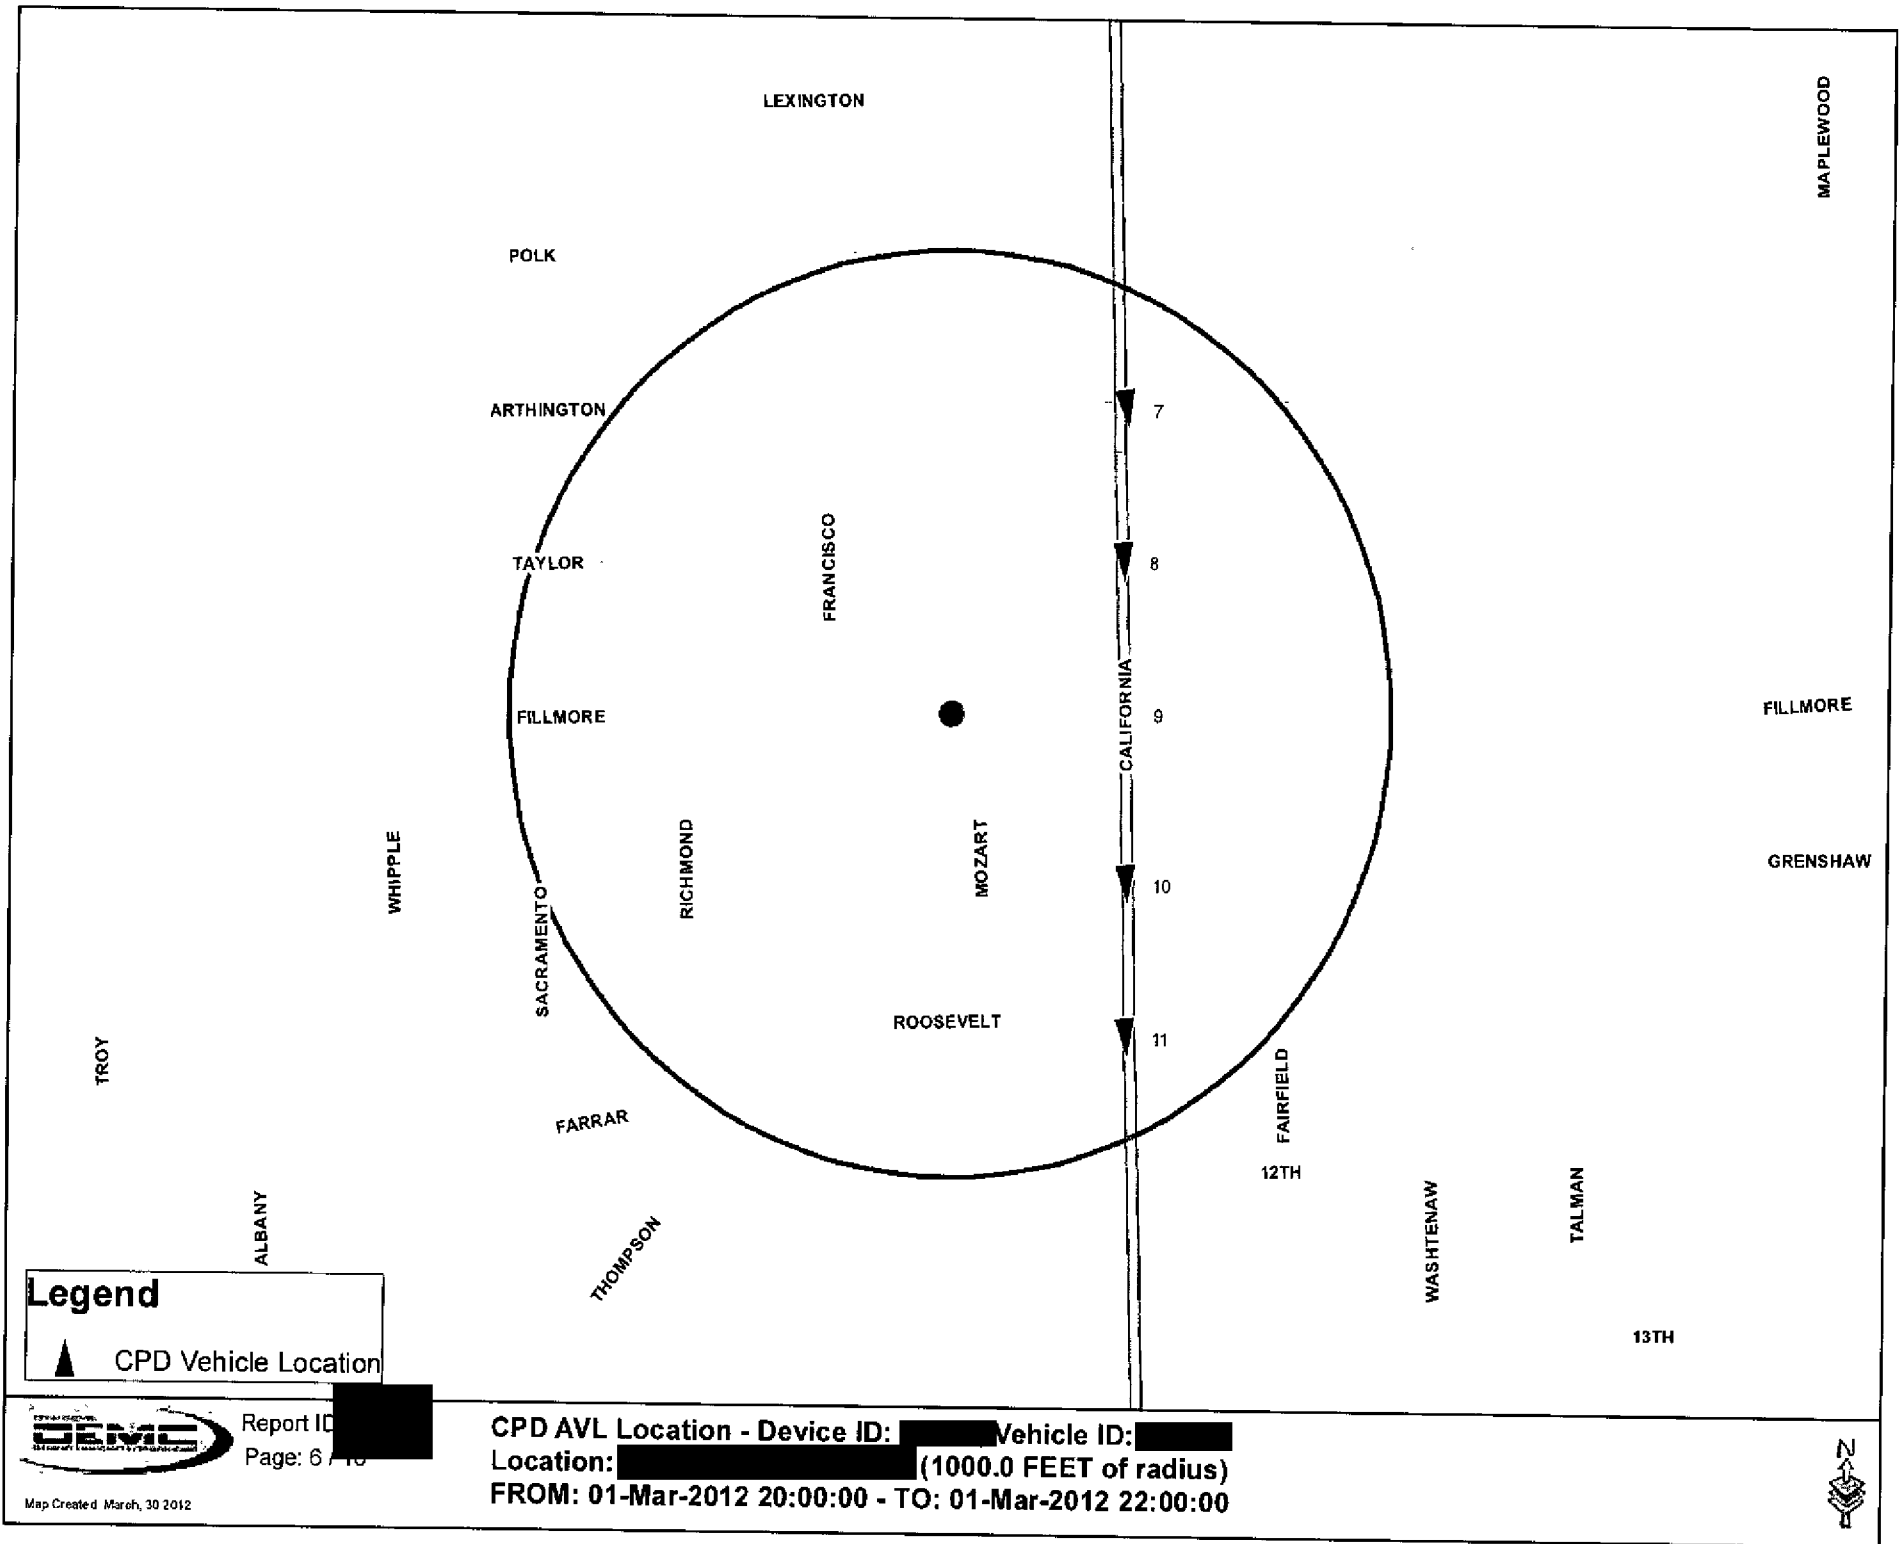 LEXINGTON
MAPLEWOOD
POLK
ARTHINGTON
7
FRANCISCO
TAYLOR
8
CALIFORNIA
FILLMORE
9
FILLMORE
WHIPPLE
RICHMOND
MOZART
10
GRENSHAW
SACRAMENTO
ROOSEVELT
11
TROY
FAIRFIELD
FARRAR
12TH
ALBANY
THOMPSON
WASHTENAW
TALMAN
13TH
Legend
CPD Vehicle Location
OEMC
Report ID
Page: 6 /
Map Created March, 30 2012
CPD AVL Location - Device ID: Vehicle ID:
Location: (1000.0 FEET of radius)
FROM: 01-Mar-2012 20:00:00 - TO: 01-Mar-2012 22:00:00
N